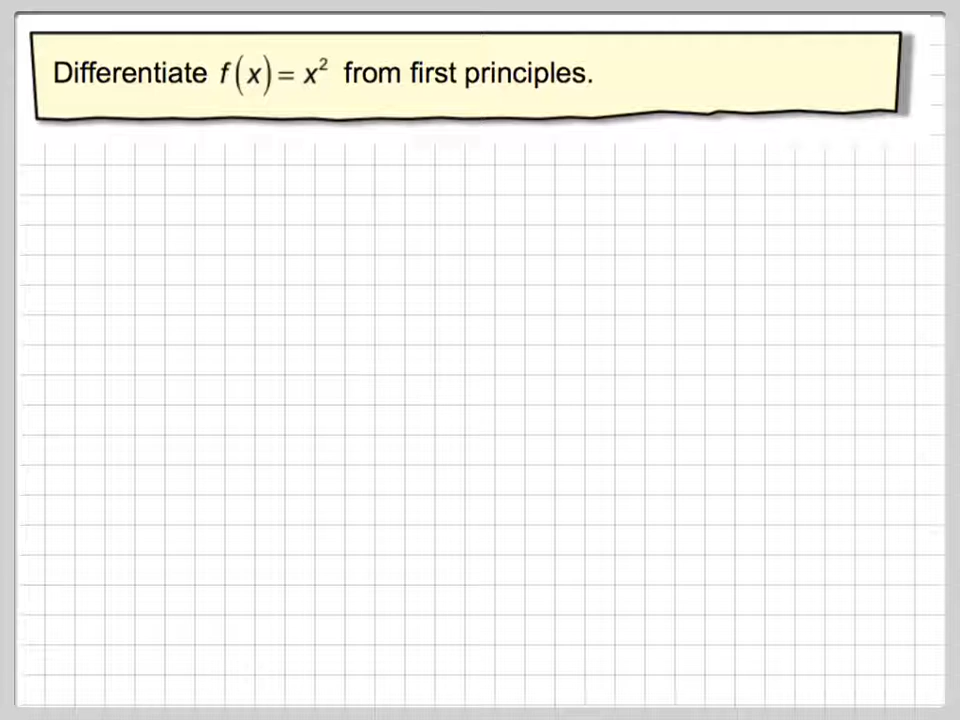 Differentiate f(x) = x² from first principles.